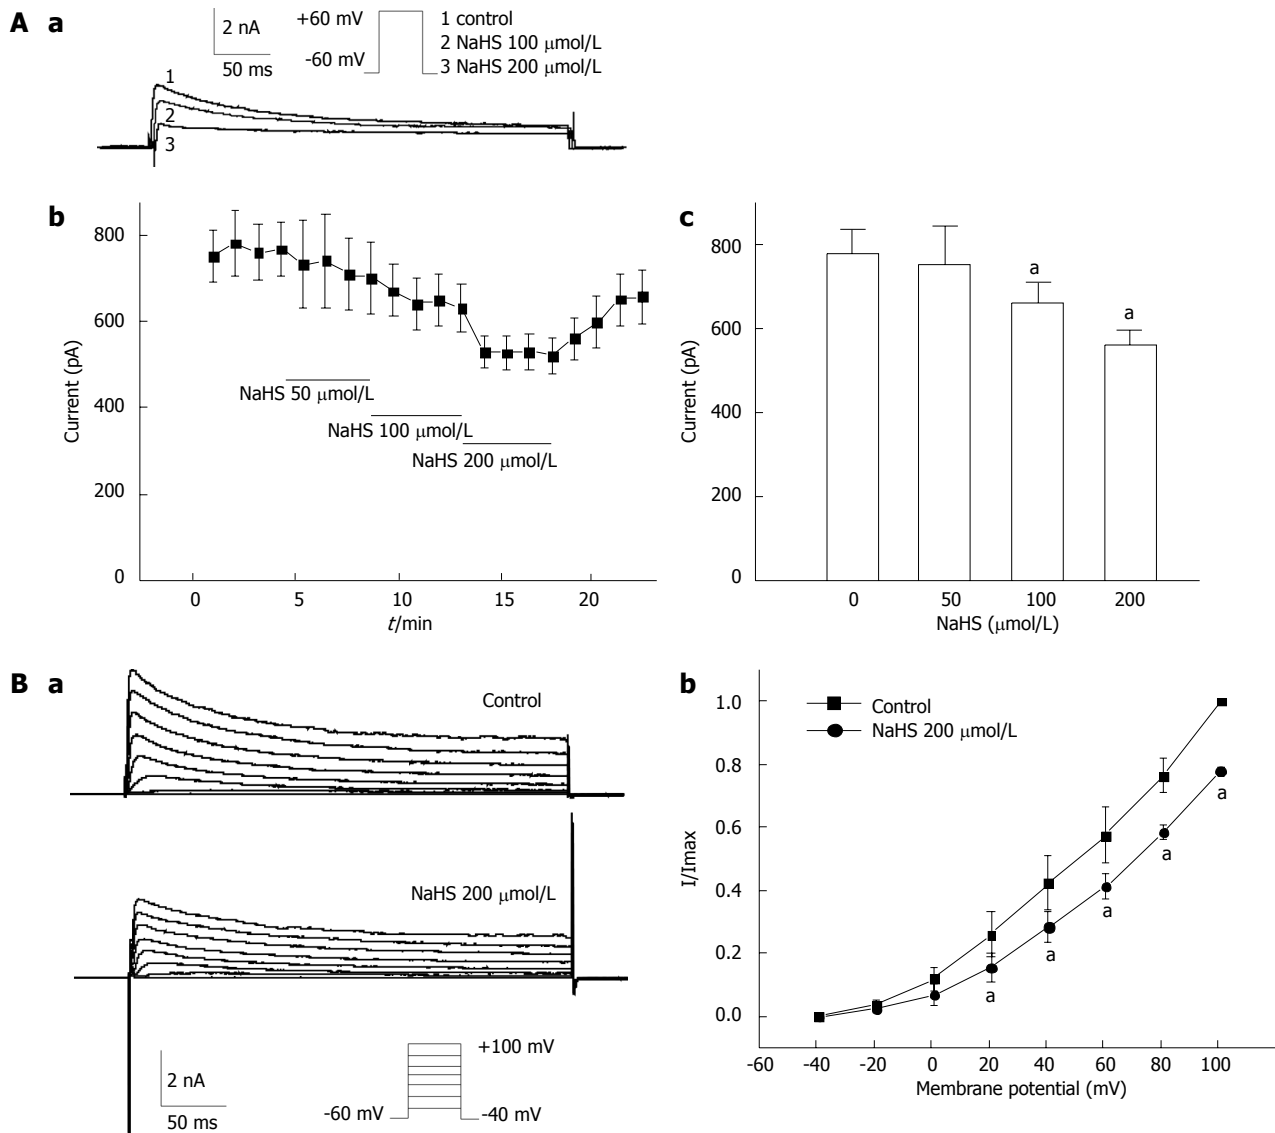 A a
2 nA
50 ms
+60 mV
-60 mV
1 control
2 NaHS 100 μmol/L
3 NaHS 200 μmol/L
1
2
3
b
800
600
400
200
0
Current (pA)
NaHS 50 μmol/L
NaHS 100 μmol/L
NaHS 200 μmol/L
0 5 10 15 20
t/min
c
800
600
400
200
0
Current (pA)
a
a
0 50 100 200
NaHS (μmol/L)
B a
Control
NaHS 200 μmol/L
2 nA
50 ms
+100 mV
-60 mV
-40 mV
b
1.0
0.8
0.6
0.4
0.2
0.0
I/Imax
Control
NaHS 200 μmol/L
a
a
a
a
a
-60 -40 -20 0 20 40 60 80 100
Membrane potential (mV)